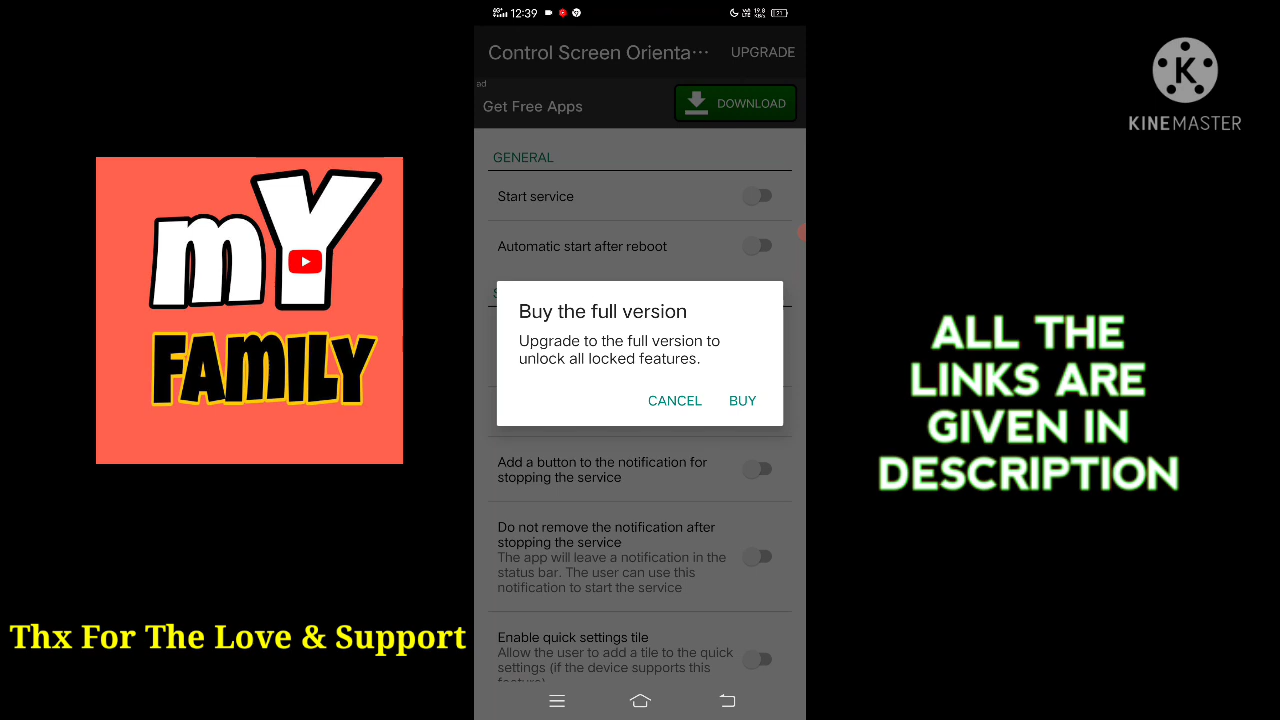 4G+ 12:39
21
Control Screen Orienta···
UPGRADE
ad
Get Free Apps
DOWNLOAD
GENERAL
Start service
Automatic start after reboot
Buy the full version
Upgrade to the full version to
unlock all locked features.
CANCEL
BUY
Add a button to the notification for
stopping the service
Do not remove the notification after
stopping the service
The app will leave a notification in the
status bar. The user can use this
notification to start the service
Enable quick settings tile
Allow the user to add a tile to the quick
settings (if the device supports this
mY
FAMILY
Thx For The Love & Support
K
KINEMASTER
ALL THE
LINKS ARE
GIVEN IN
DESCRIPTION